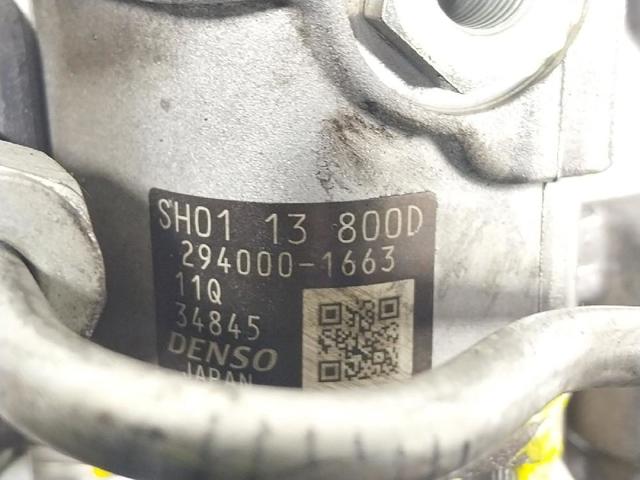 SH01 13 800D
294000-1663
11Q
34845
DENSO
JAPAN